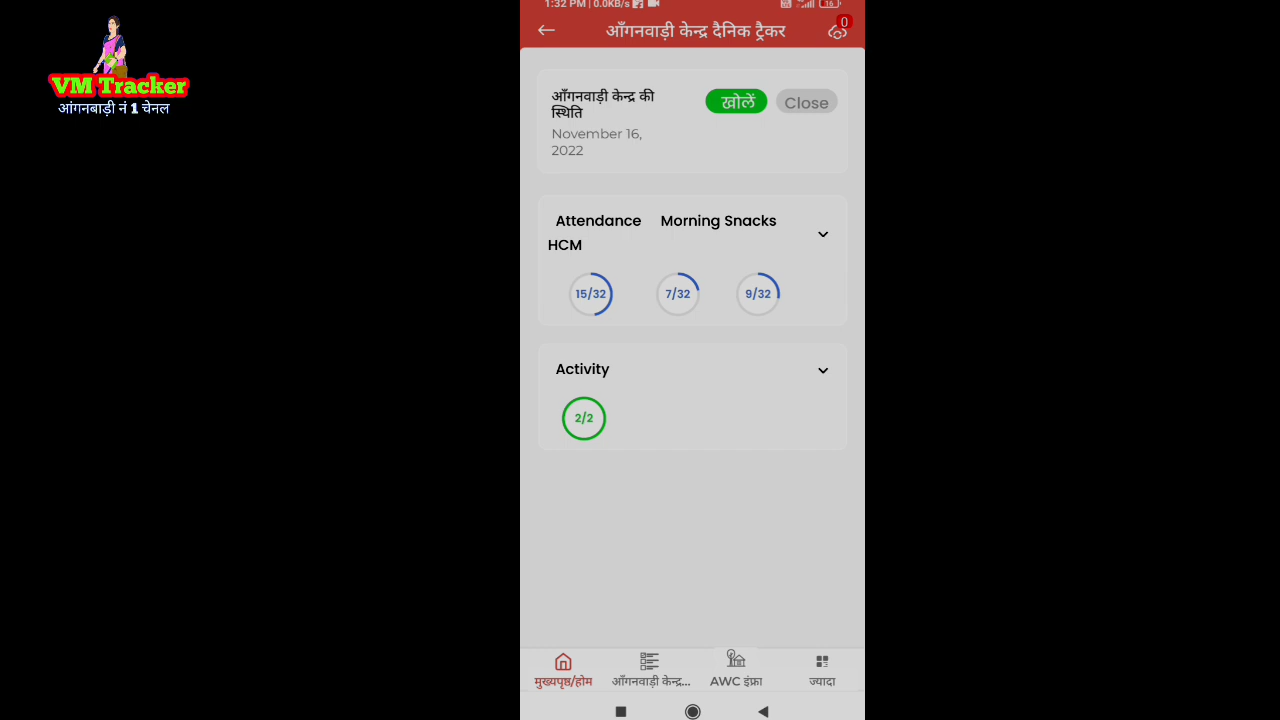 VM Tracker
आंगनबाड़ी नं 1 चेनल
1:32 PM | 0.0KB/s
16
आँगनवाड़ी केन्द्र दैनिक ट्रैकर
0
आँगनवाड़ी केन्द्र की
स्थिति
November 16,
2022
खोलें
Close
Attendance Morning Snacks
HCM
15/32 7/32 9/32
Activity
2/2
मुख्यपृष्ठ/होम आँगनवाड़ी केन्द्र... AWC इंफ्रा ज्यादा